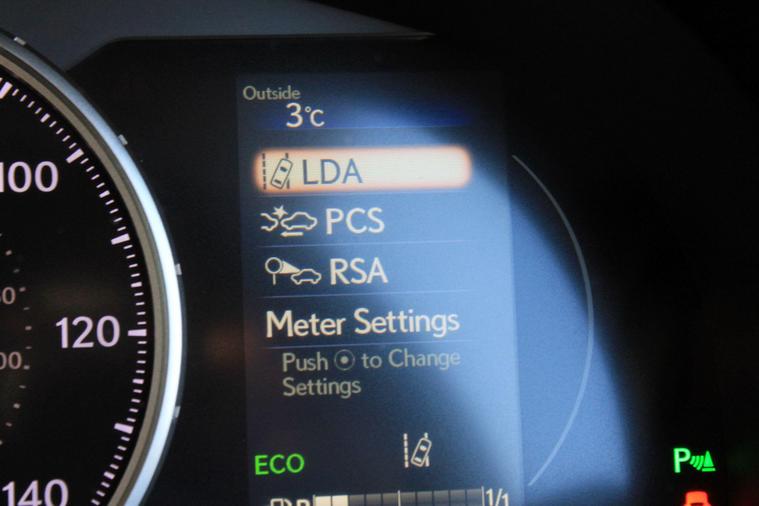 Outside
3°C
LDA
PCS
RSA
Meter Settings
Push ⦿ to Change
Settings
ECO
1/1
100
120
140
P